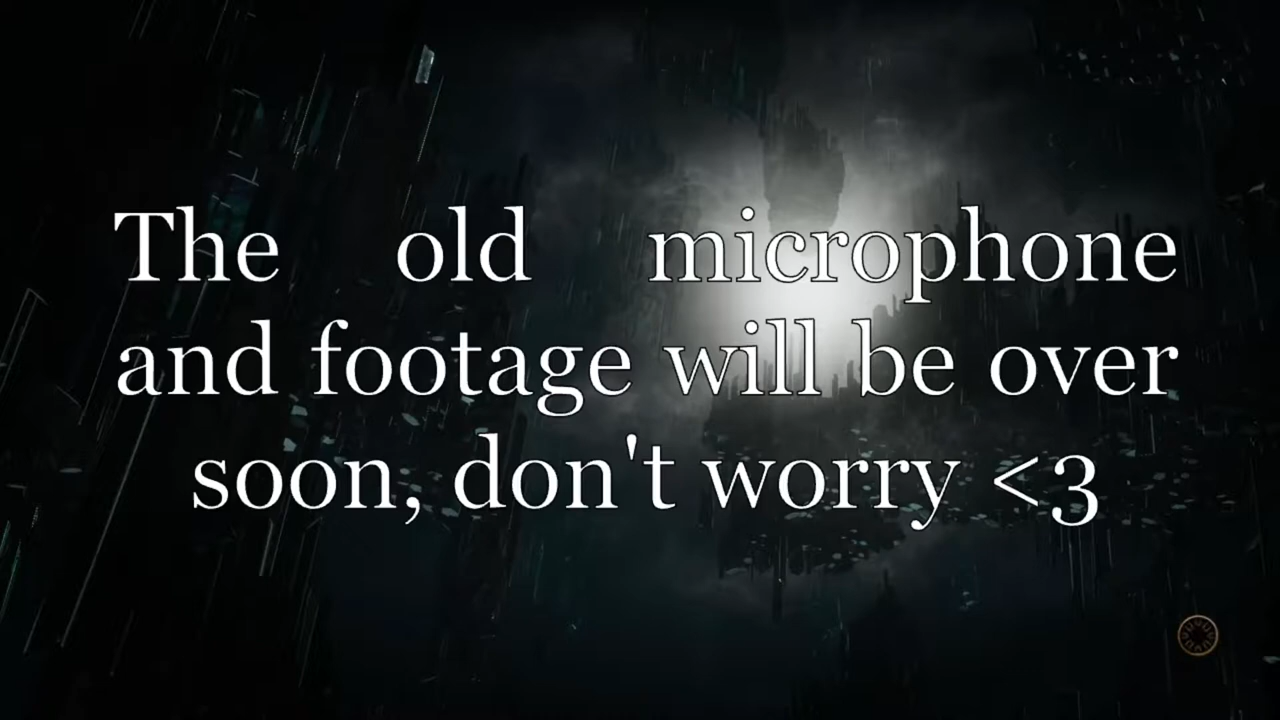 The old microphone
and footage will be over
soon, don't worry <3